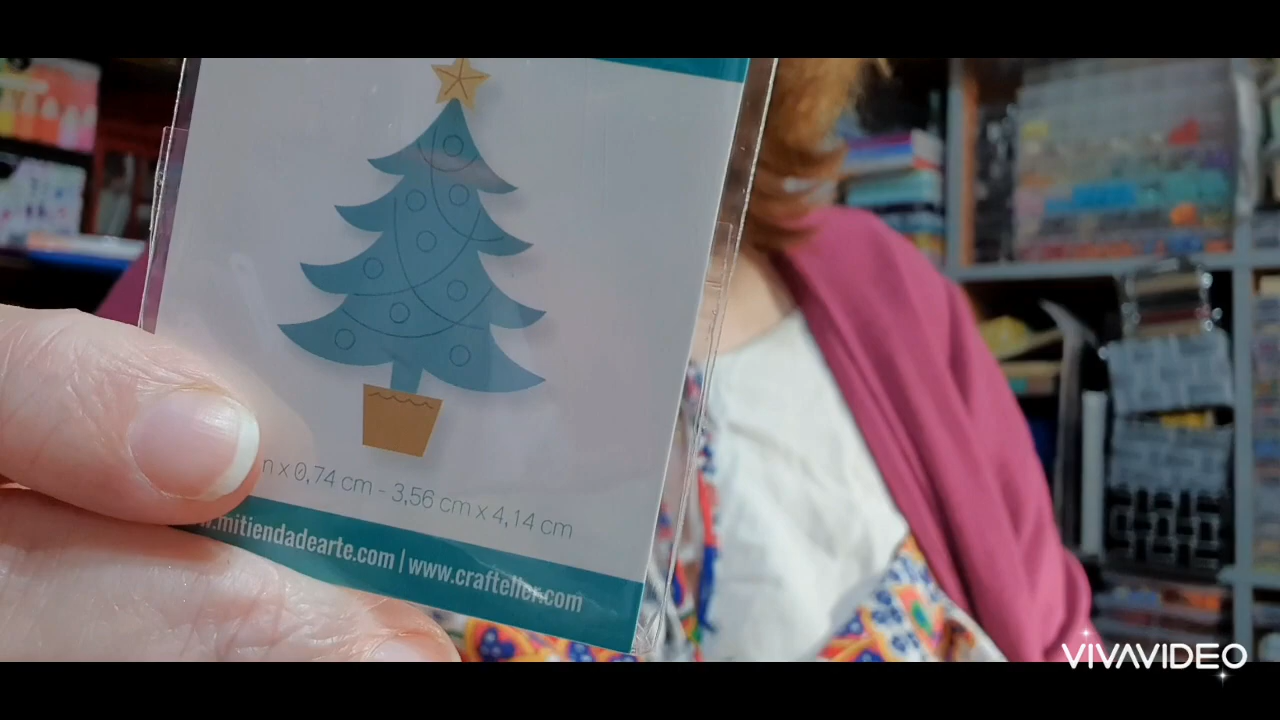 x 0,74 cm - 3,56 cm x 4,14 cm
.mitiendadearte.com | www.craftelier.com
VIVAVIDEO